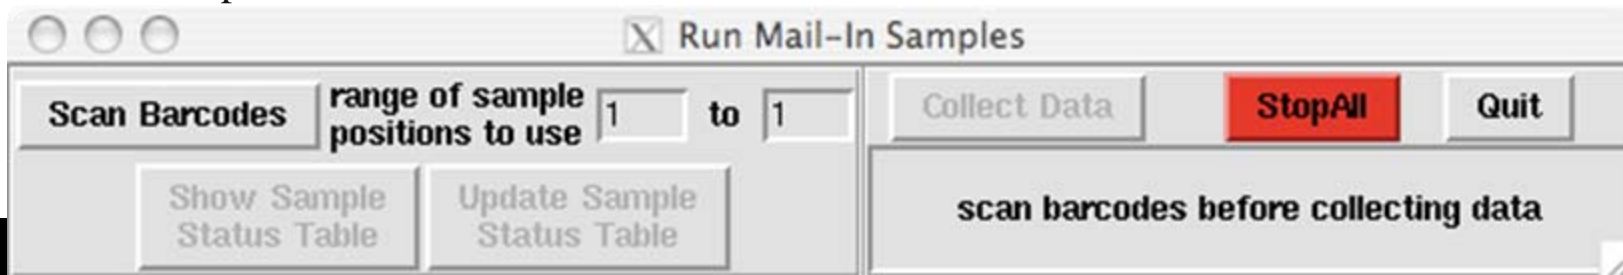 X Run Mail-In Samples
Scan Barcodes
range of sample
positions to use
1 to 1
Collect Data
StopAll
Quit
Show Sample
Status Table
Update Sample
Status Table
scan barcodes before collecting data